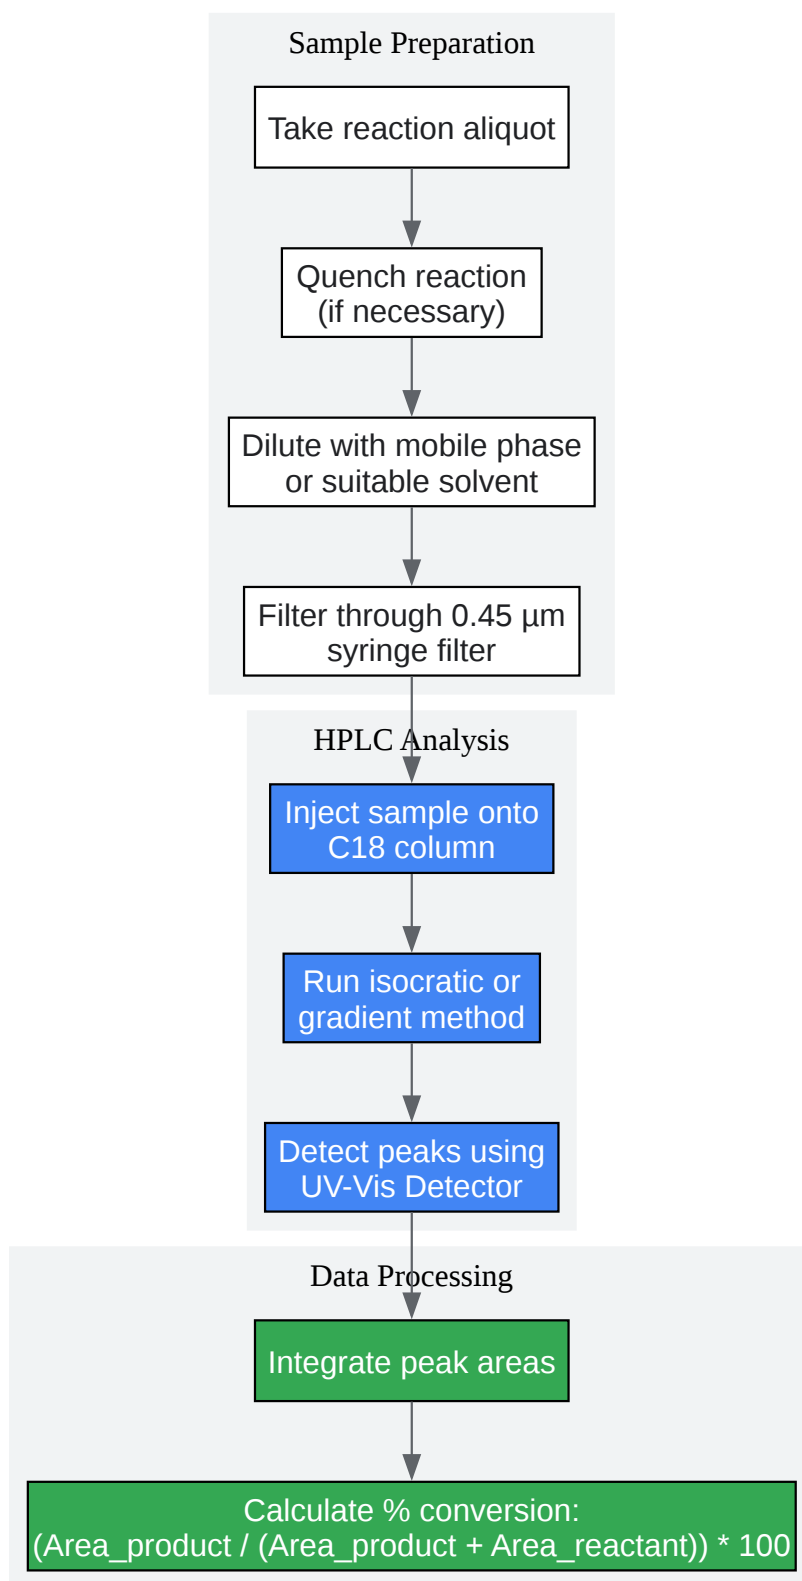 Sample Preparation
Take reaction aliquot
Quench reaction
(if necessary)
Dilute with mobile phase
or suitable solvent
Filter through 0.45 µm
syringe filter
HPLC Analysis
Inject sample onto
C18 column
Run isocratic or
gradient method
Detect peaks using
UV-Vis Detector
Data Processing
Integrate peak areas
Calculate % conversion:
(Area_product / (Area_product + Area_reactant)) * 100